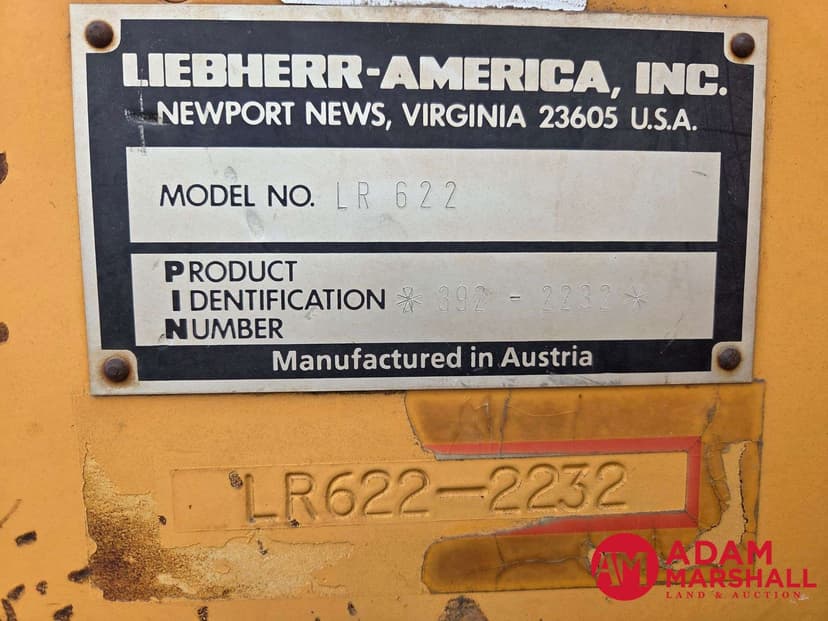 LIEBHERR-AMERICA, INC.
NEWPORT NEWS, VIRGINIA 23605 U.S.A.
MODEL NO. LR 622
PRODUCT
IDENTIFICATION * 392 - 2232 *
NUMBER
Manufactured in Austria
LR622-2232
AM ADAM
MARSHALL
LAND & AUCTION